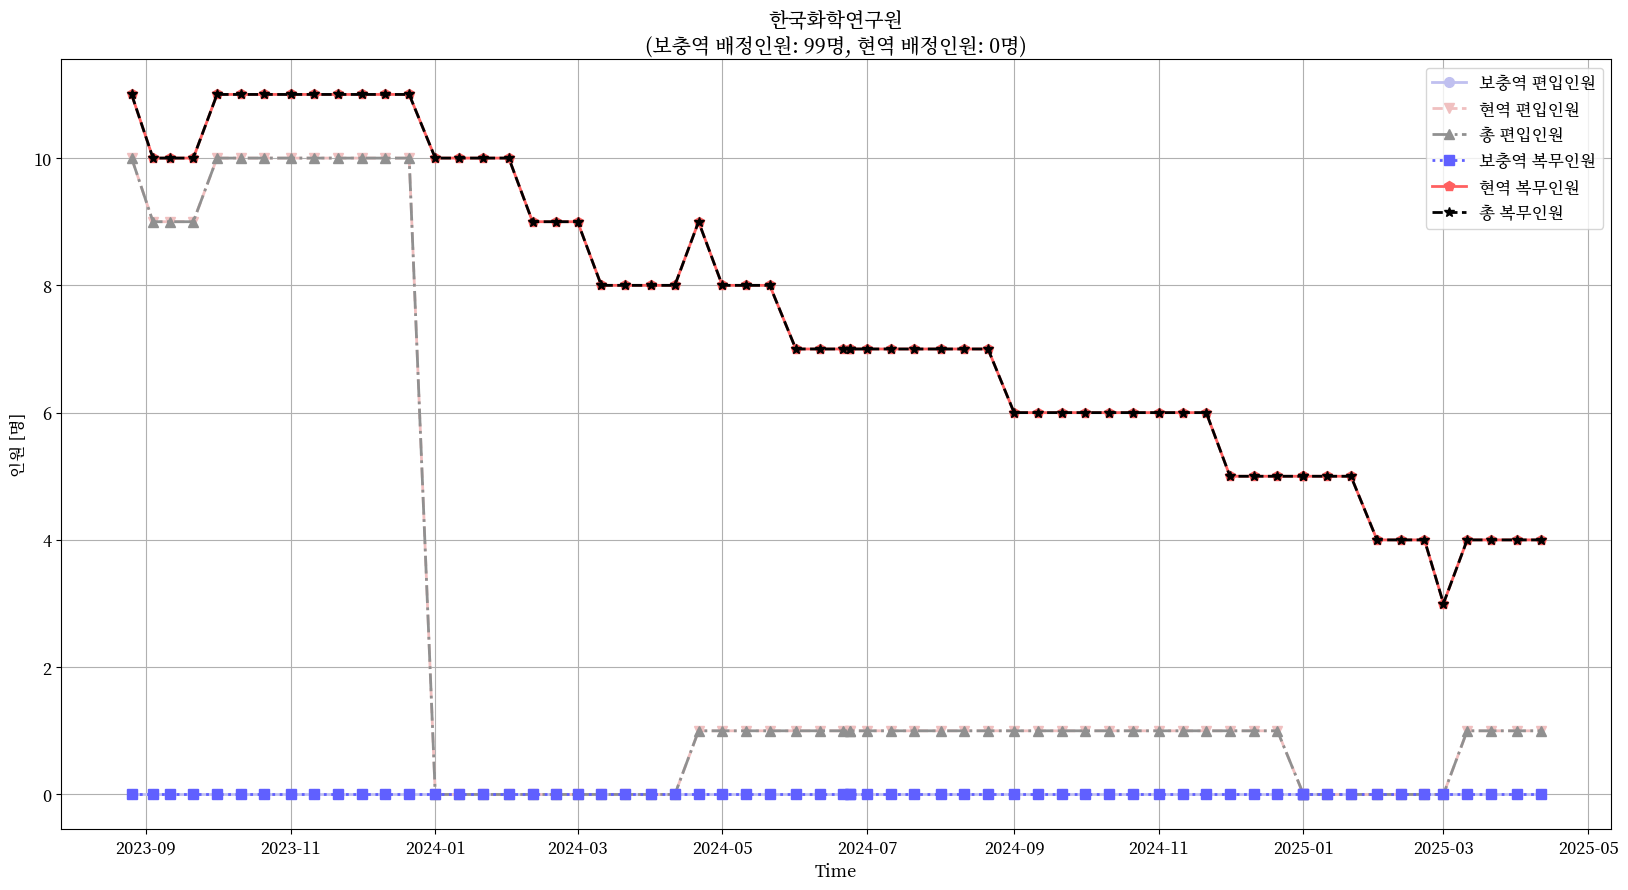 한국화학연구원
(보충역 배정인원: 99명, 현역 배정인원: 0명)
보충역 편입인원
현역 편입인원
총 편입인원
보충역 복무인원
현역 복무인원
총 복무인원
인원 [명]
10
8
6
4
2
0
2023-09
2023-11
2024-01
2024-03
2024-05
2024-07
2024-09
2024-11
2025-01
2025-03
2025-05
Time